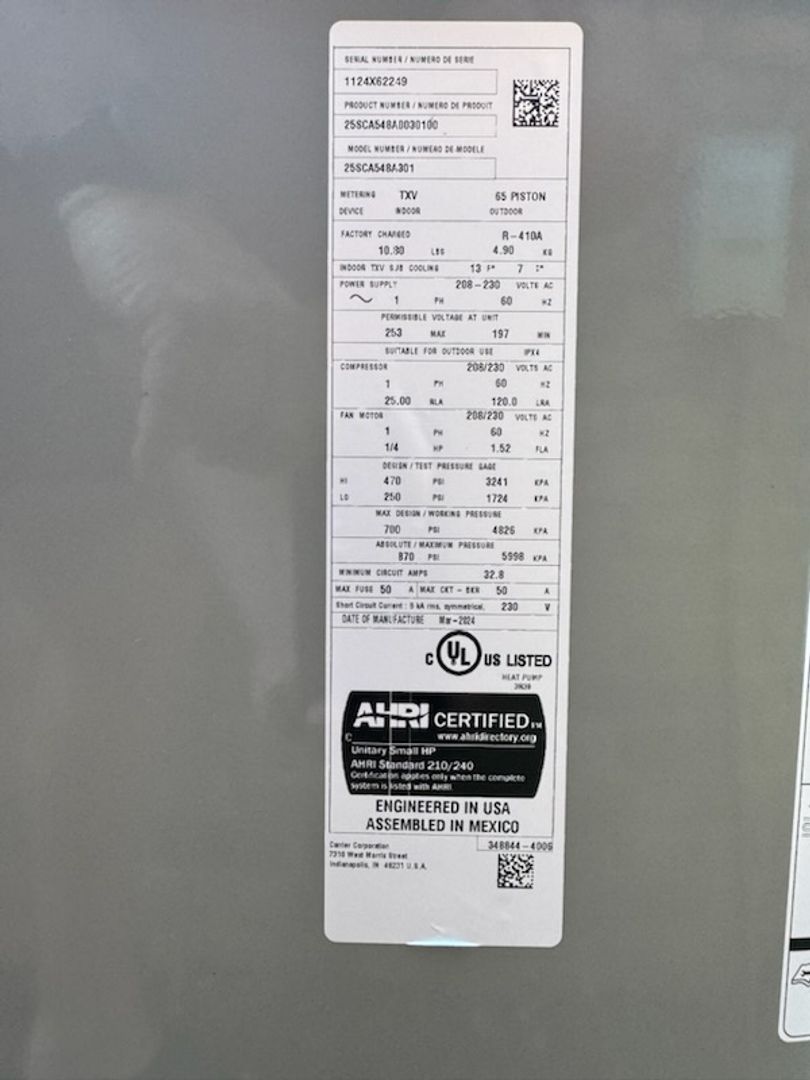 SERIAL NUMBER / NUMERO DE SERIE
1124X62249
PRODUCT NUMBER / NUMERO DE PRODUIT
25SCA548A0030100
MODEL NUMBER / NUMERO DE MODELE
25SCA548A301
METERING TXV 65 PISTON
DEVICE INDOOR OUTDOOR
FACTORY CHARGED R-410A
10.80 LBS 4.90 KG
INDOOR TXV SUB COOLING 13 F° 7 C°
POWER SUPPLY 208-230 VOLTS AC
1 PH 60 HZ
PERMISSIBLE VOLTAGE AT UNIT
253 MAX 197 MIN
SUITABLE FOR OUTDOOR USE IPX4
COMPRESSOR 208/230 VOLTS AC
1 PH 60 HZ
25.00 RLA 120.0 LRA
FAN MOTOR 208/230 VOLTS AC
1 PH 60 HZ
1/4 HP 1.52 FLA
DESIGN / TEST PRESSURE GAGE
HI 470 PSI 3241 KPA
LO 250 PSI 1724 KPA
MAX DESIGN / WORKING PRESSURE
700 PSI 4826 KPA
ABSOLUTE / MAXIMUM PRESSURE
870 PSI 5998 KPA
MINIMUM CIRCUIT AMPS 32.8
MAX FUSE 50 A MAX CKT-BKR 50 A
Short Circuit Current : 5 kA rms, symmetrical, 230 V
DATE OF MANUFACTURE Mar-2024
C UL US LISTED
HEAT PUMP
AHRI CERTIFIED™
www.ahridirectory.org
Unitary Small HP
AHRI Standard 210/240
Certification applies only when the complete
system is listed with AHRI
ENGINEERED IN USA
ASSEMBLED IN MEXICO
Carrier Corporation 348844-4006
7310 West Morris Street
Indianapolis, IN 46231 U.S.A.